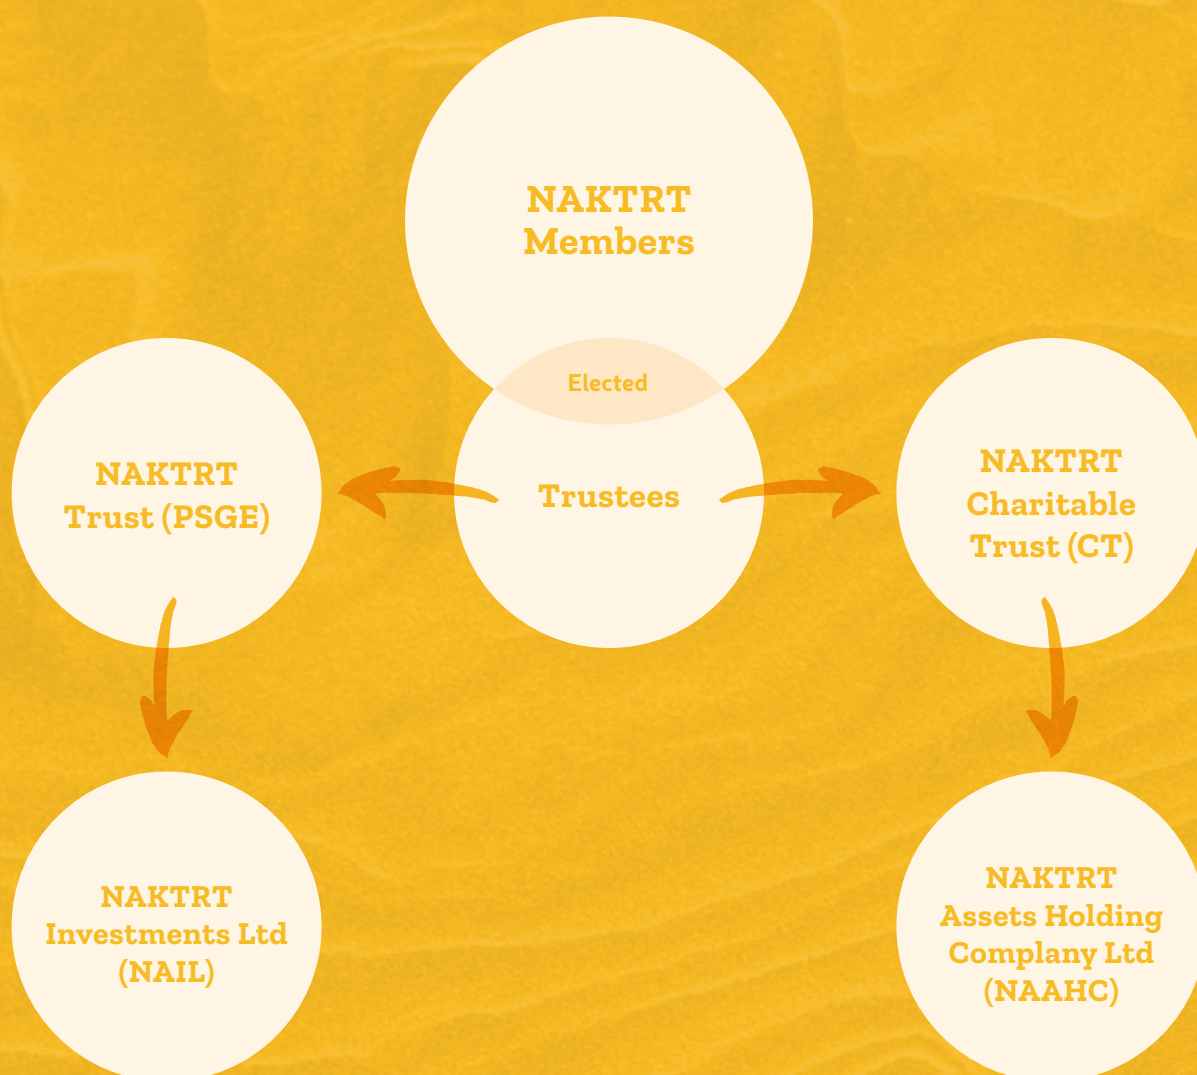 NAKTRT
Members
Elected
Trustees
NAKTRT
Trust (PSGE)
NAKTRT
Charitable
Trust (CT)
NAKTRT
Investments Ltd
(NAIL)
NAKTRT
Assets Holding
Complany Ltd
(NAAHC)